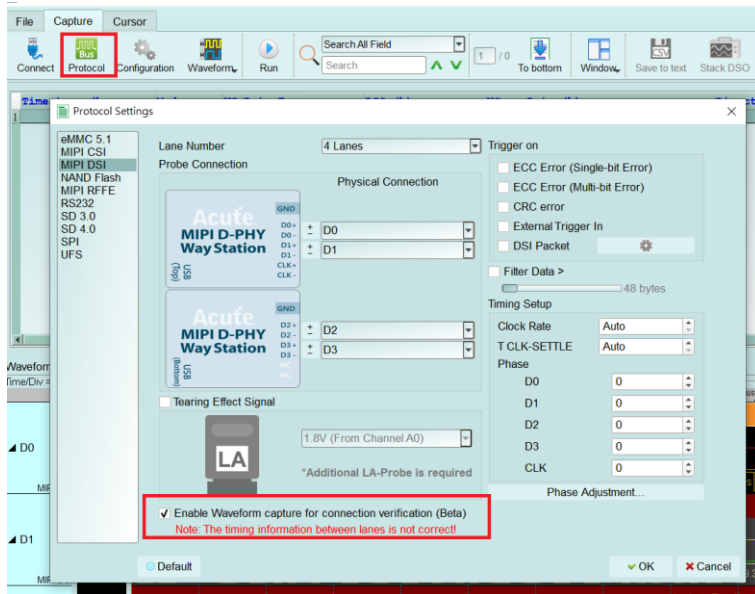 File Capture Cursor
Connect Protocol Configuration Waveform Run Search All Field Search 1 / 0 To bottom Window Save to text Stack DSO
Bus
CSV
Time
1
Protocol Settings
eMMC 5.1
MIPI CSI
MIPI DSI
NAND Flash
MIPI RFFE
RS232
SD 3.0
SD 4.0
SPI
UFS
Lane Number 4 Lanes
Probe Connection
Physical Connection
Acute
MIPI D-PHY
Way Station
USB
(Top)
GND
D0+
D0-
D1+
D1-
CLK+
CLK-
± D0
± D1
Acute
MIPI D-PHY
Way Station
USB
(Bottom)
GND
D2+
D2-
D3+
D3-
NC
NC
± D2
± D3
Tearing Effect Signal
LA
1.8V (From Channel A0)
*Additional LA-Probe is required
Enable Waveform capture for connection verification (Beta)
Note: The timing information between lanes is not correct!
Trigger on
ECC Error (Single-bit Error)
ECC Error (Multi-bit Error)
CRC error
External Trigger In
DSI Packet
Filter Data >
48 bytes
Timing Setup
Clock Rate Auto
T CLK-SETTLE Auto
Phase
D0 0
D1 0
D2 0
D3 0
CLK 0
Phase Adjustment...
Default
OK
Cancel
Waveform
Time/Div =
D0
D1